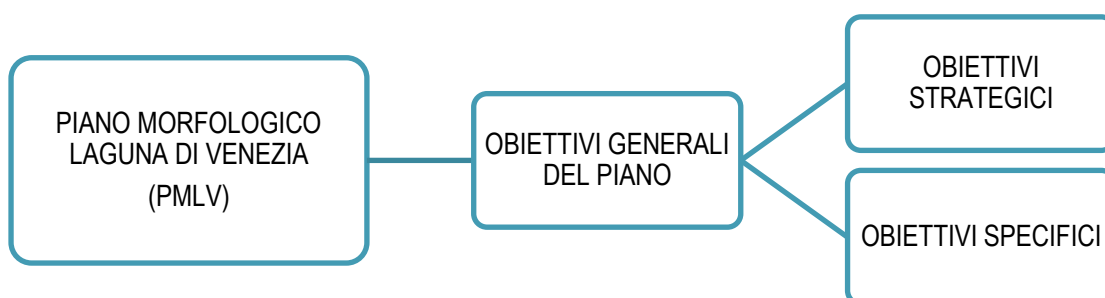 PIANO MORFOLOGICO
LAGUNA DI VENEZIA
(PMLV)
OBIETTIVI GENERALI
DEL PIANO
OBIETTIVI
STRATEGICI
OBIETTIVI SPECIFICI